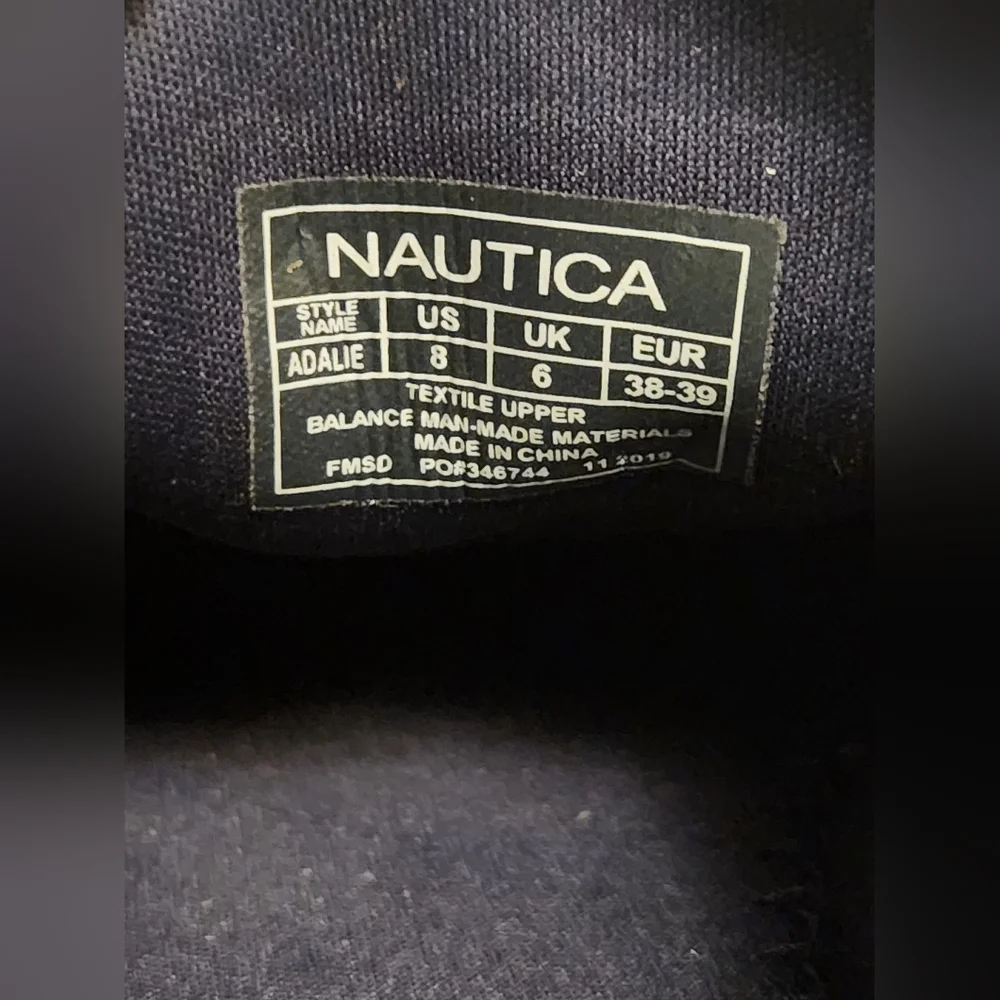 NAUTICA
STYLE NAME US UK EUR
ADALIE 8 6 38-39
TEXTILE UPPER
BALANCE MAN-MADE MATERIALS
MADE IN CHINA
FMSD PO#346744 11 2019